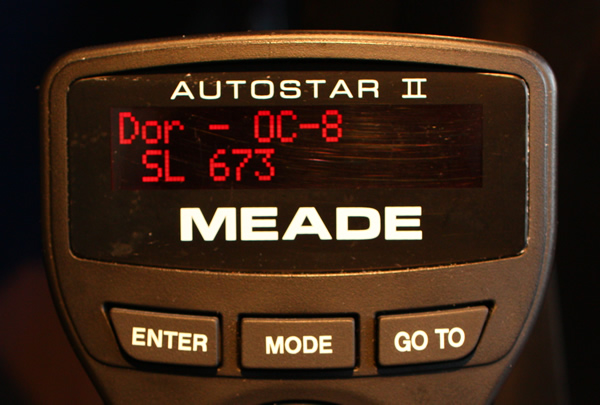 AUTOSTAR II
Dor - OC-8
SL 673
MEADE
ENTER
MODE
GO TO